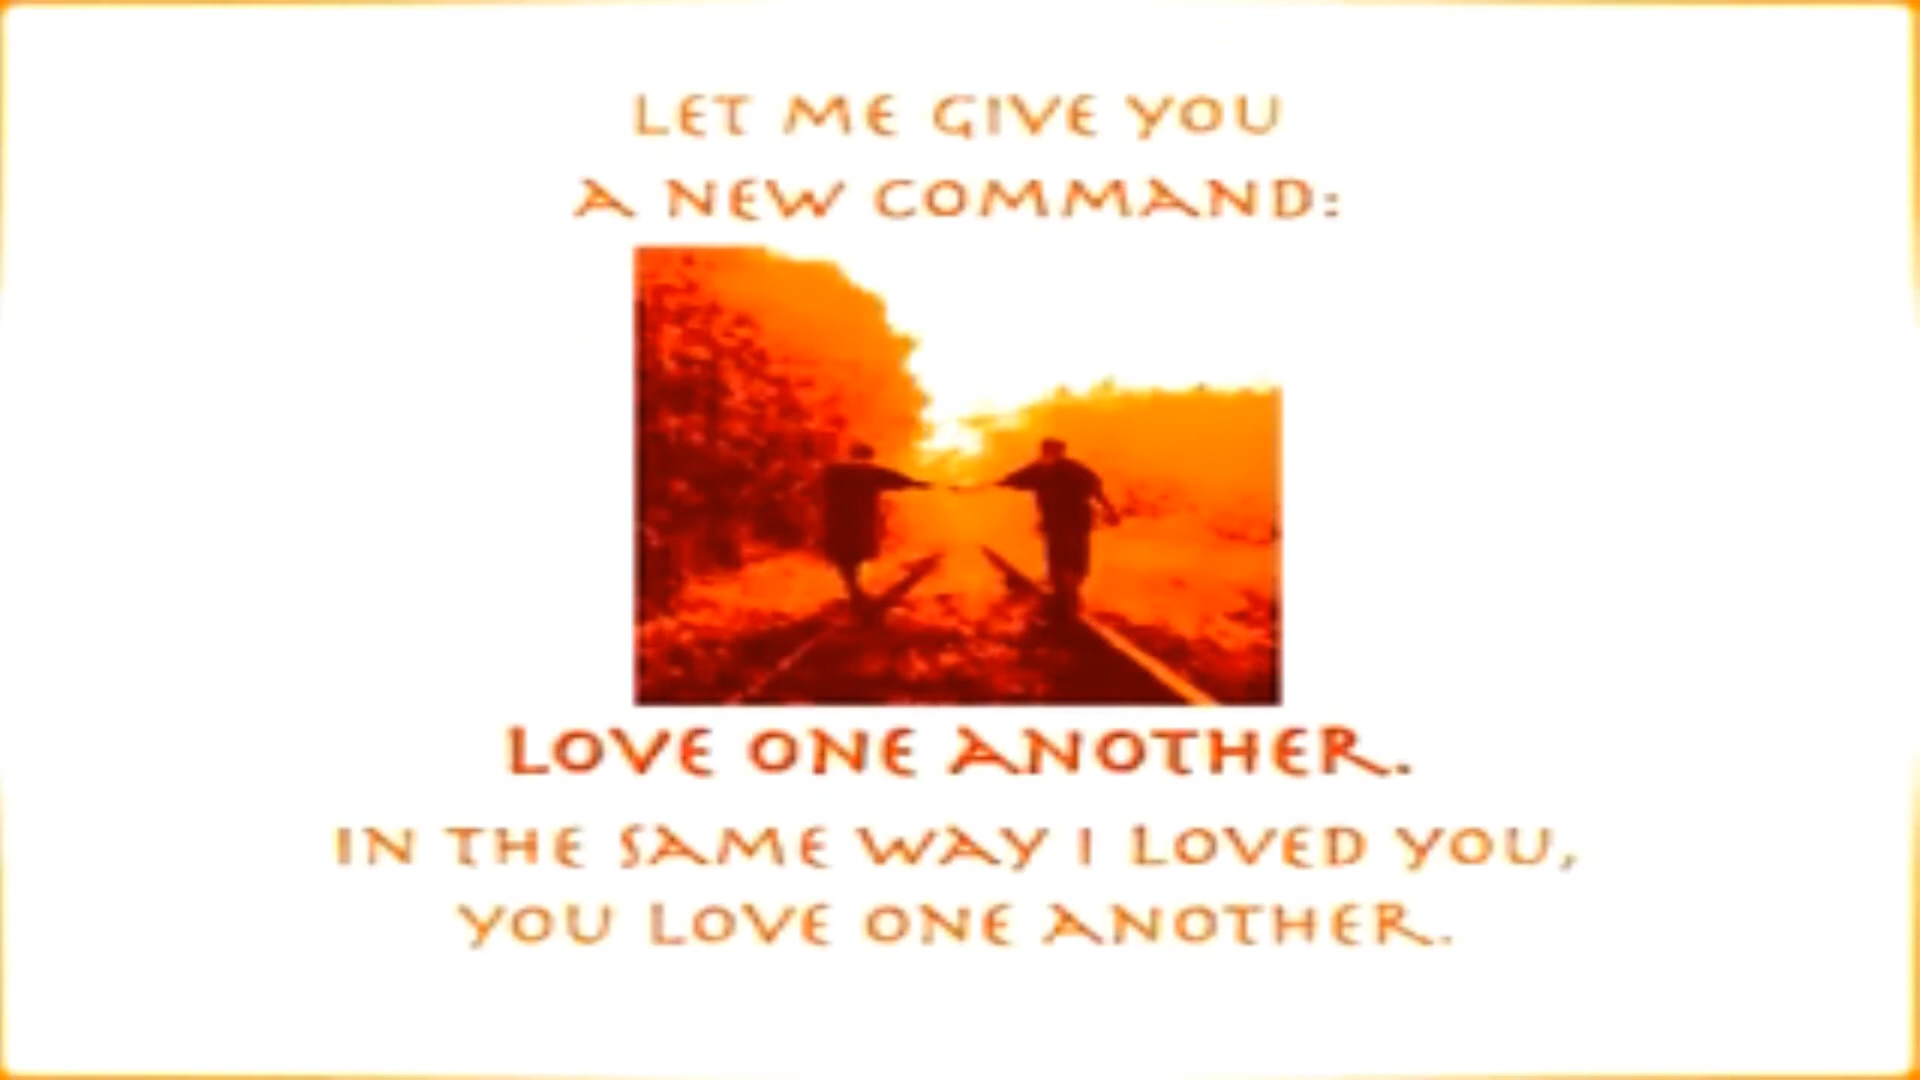 LET ME GIVE YOU
A NEW COMMAND:
LOVE ONE ANOTHER.
IN THE SAME WAY I LOVED YOU,
YOU LOVE ONE ANOTHER.